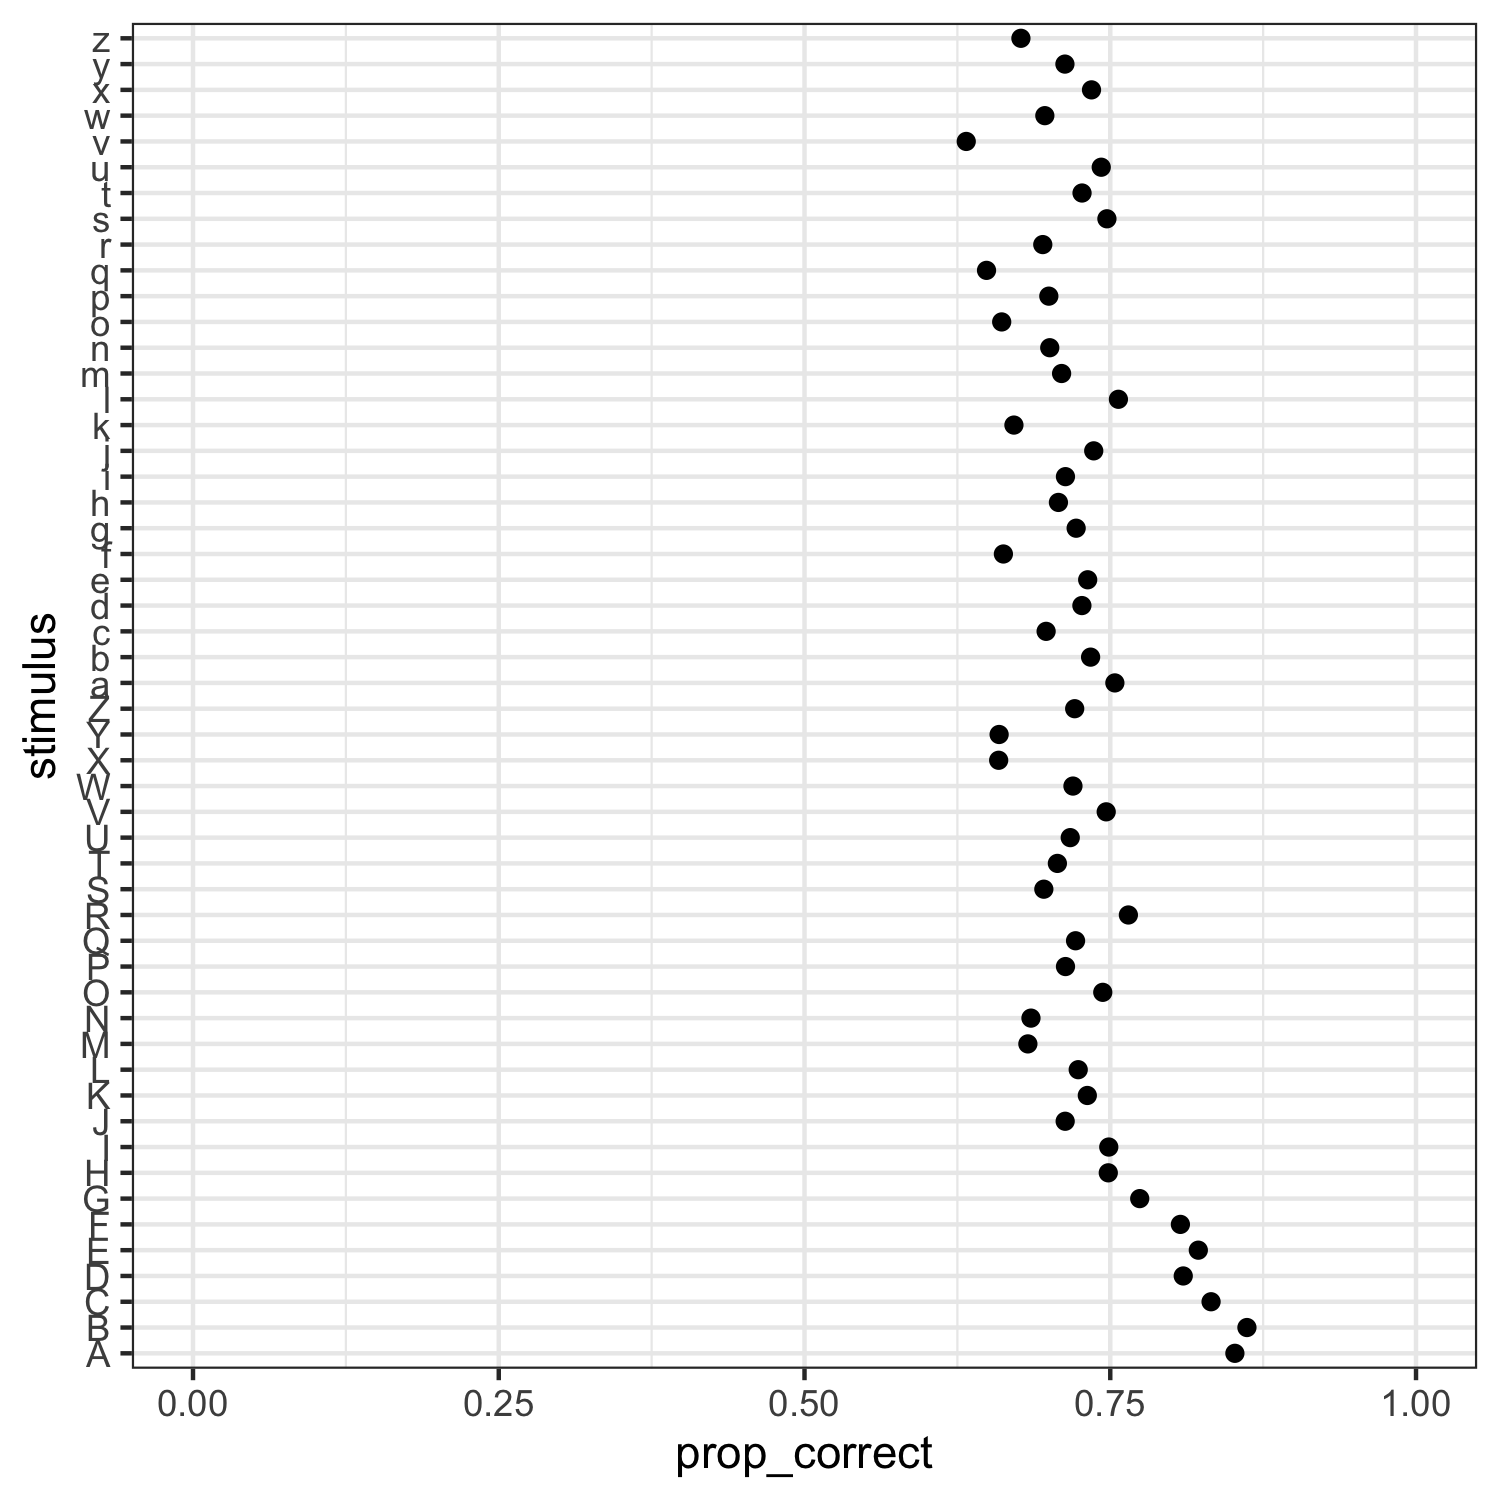 z
y
x
w
v
u
t
s
r
q
p
o
n
m
l
k
j
i
h
g
f
e
d
c
b
a
Z
Y
X
W
V
U
T
S
R
Q
P
O
N
M
L
K
J
I
H
G
F
E
D
C
B
A
stimulus
0.00 0.25 0.50 0.75 1.00
prop_correct